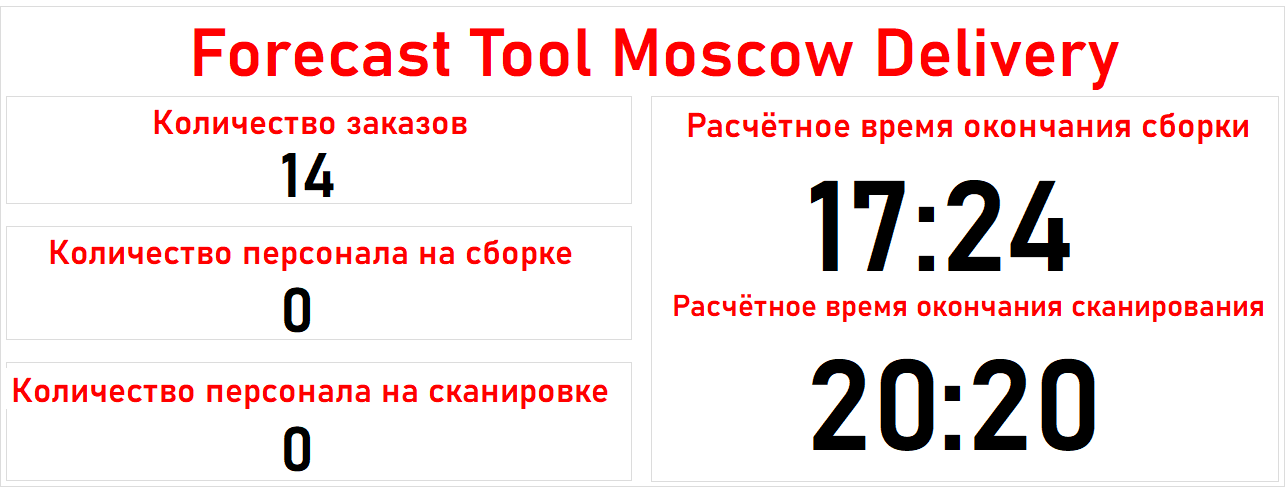 Forecast Tool Moscow Delivery
Количество заказов
14
Количество персонала на сборке
0
Количество персонала на сканировке
0
Расчётное время окончания сборки
17:24
Расчётное время окончания сканирования
20:20